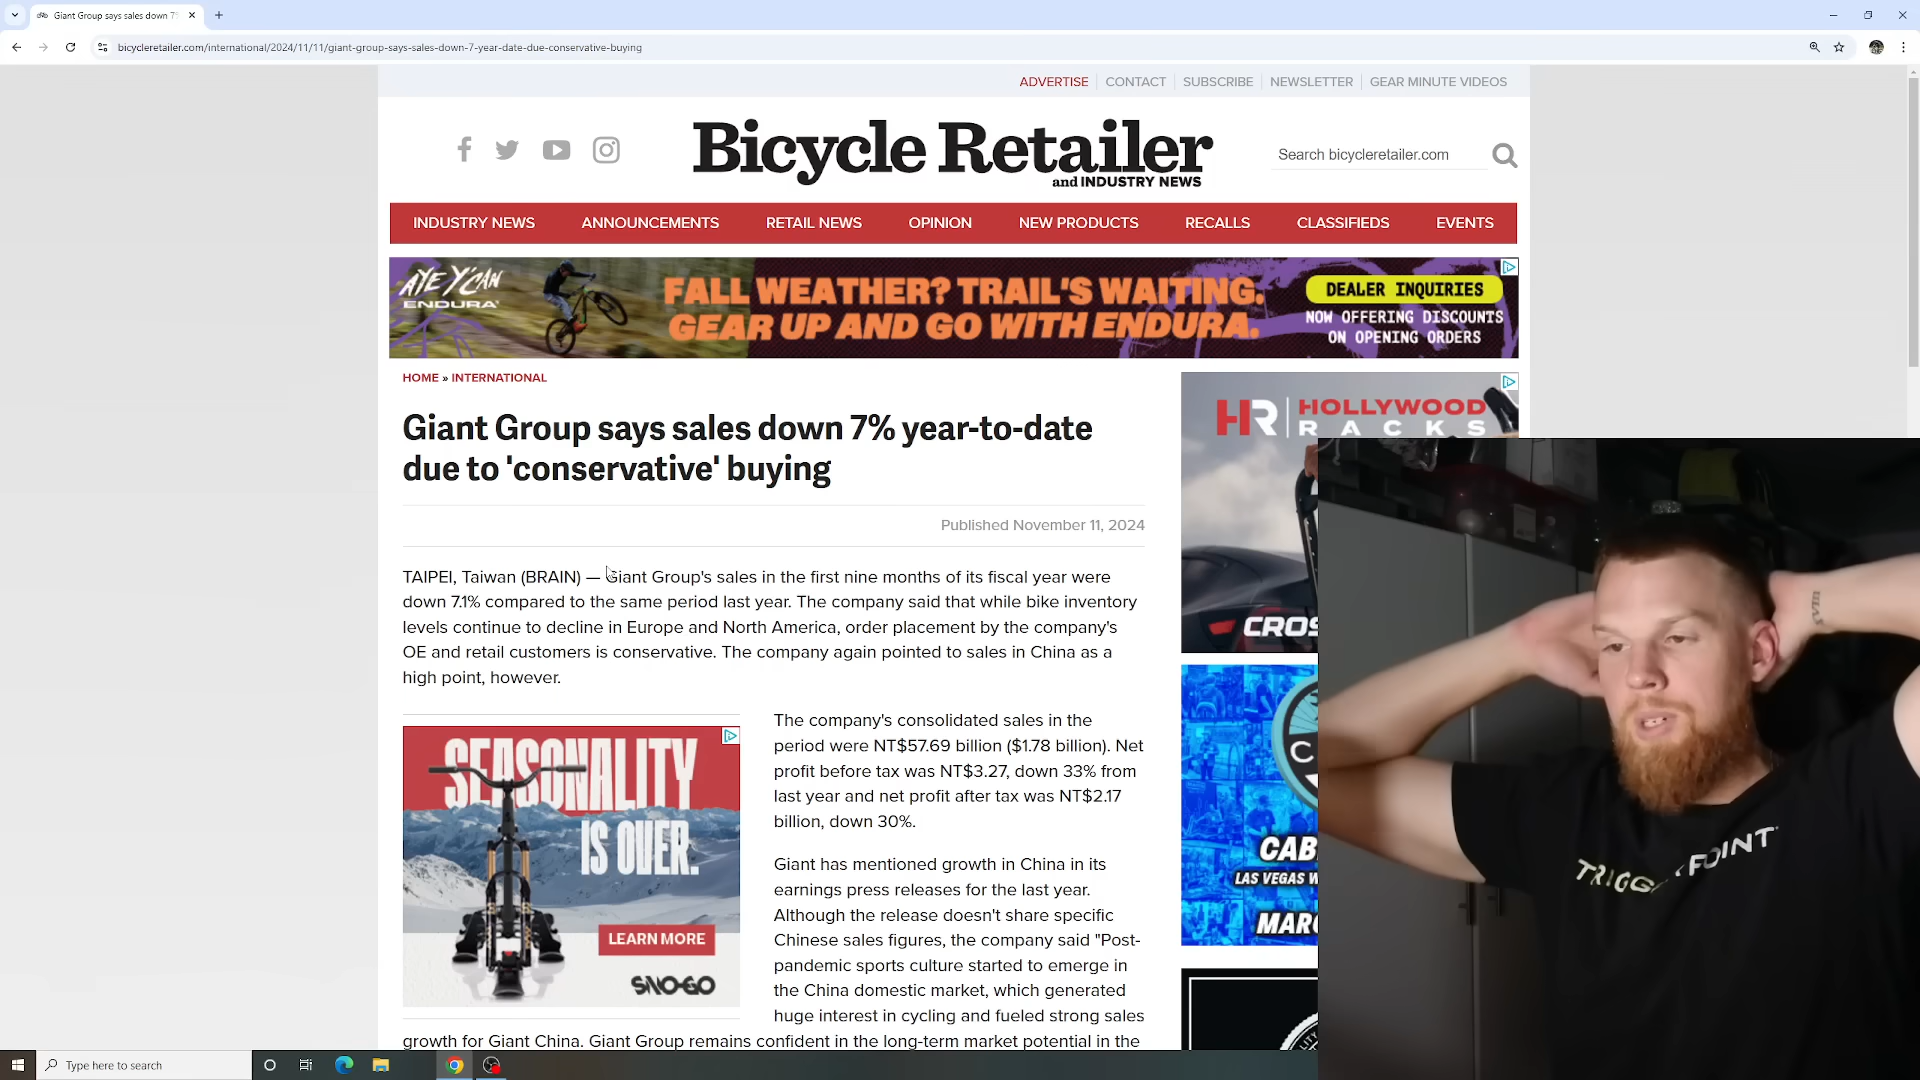 Giant Group says sales down 7%
bicycleretailer.com/international/2024/11/11/giant-group-says-sales-down-7-year-date-due-conservative-buying
ADVERTISE CONTACT SUBSCRIBE NEWSLETTER GEAR MINUTE VIDEOS
Bicycle Retailer
and INDUSTRY NEWS
Search bicycleretailer.com
INDUSTRY NEWS ANNOUNCEMENTS RETAIL NEWS OPINION NEW PRODUCTS RECALLS CLASSIFIEDS EVENTS
AYE Y'CAN
ENDURA
FALL WEATHER? TRAIL'S WAITING.
GEAR UP AND GO WITH ENDURA.
DEALER INQUIRIES
NOW OFFERING DISCOUNTS
ON OPENING ORDERS
HOME » INTERNATIONAL
Giant Group says sales down 7% year-to-date
due to 'conservative' buying
Published November 11, 2024
TAIPEI, Taiwan (BRAIN) — Giant Group's sales in the first nine months of its fiscal year were
down 7.1% compared to the same period last year. The company said that while bike inventory
levels continue to decline in Europe and North America, order placement by the company's
OE and retail customers is conservative. The company again pointed to sales in China as a
high point, however.
SEASONALITY
IS OVER.
LEARN MORE
SNO-GO
The company's consolidated sales in the
period were NT$57.69 billion ($1.78 billion). Net
profit before tax was NT$3.27, down 33% from
last year and net profit after tax was NT$2.17
billion, down 30%.
Giant has mentioned growth in China in its
earnings press releases for the last year.
Although the release doesn't share specific
Chinese sales figures, the company said "Post-
pandemic sports culture started to emerge in
the China domestic market, which generated
huge interest in cycling and fueled strong sales
growth for Giant China. Giant Group remains confident in the long-term market potential in the
HR HOLLYWOOD
RACKS
CROS
C
CAB
LAS VEGAS W
MARC
TRIGG POINT
Type here to search